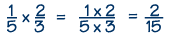 1/5 x 2/3 = 1 x 2/5 x 3 = 2/15